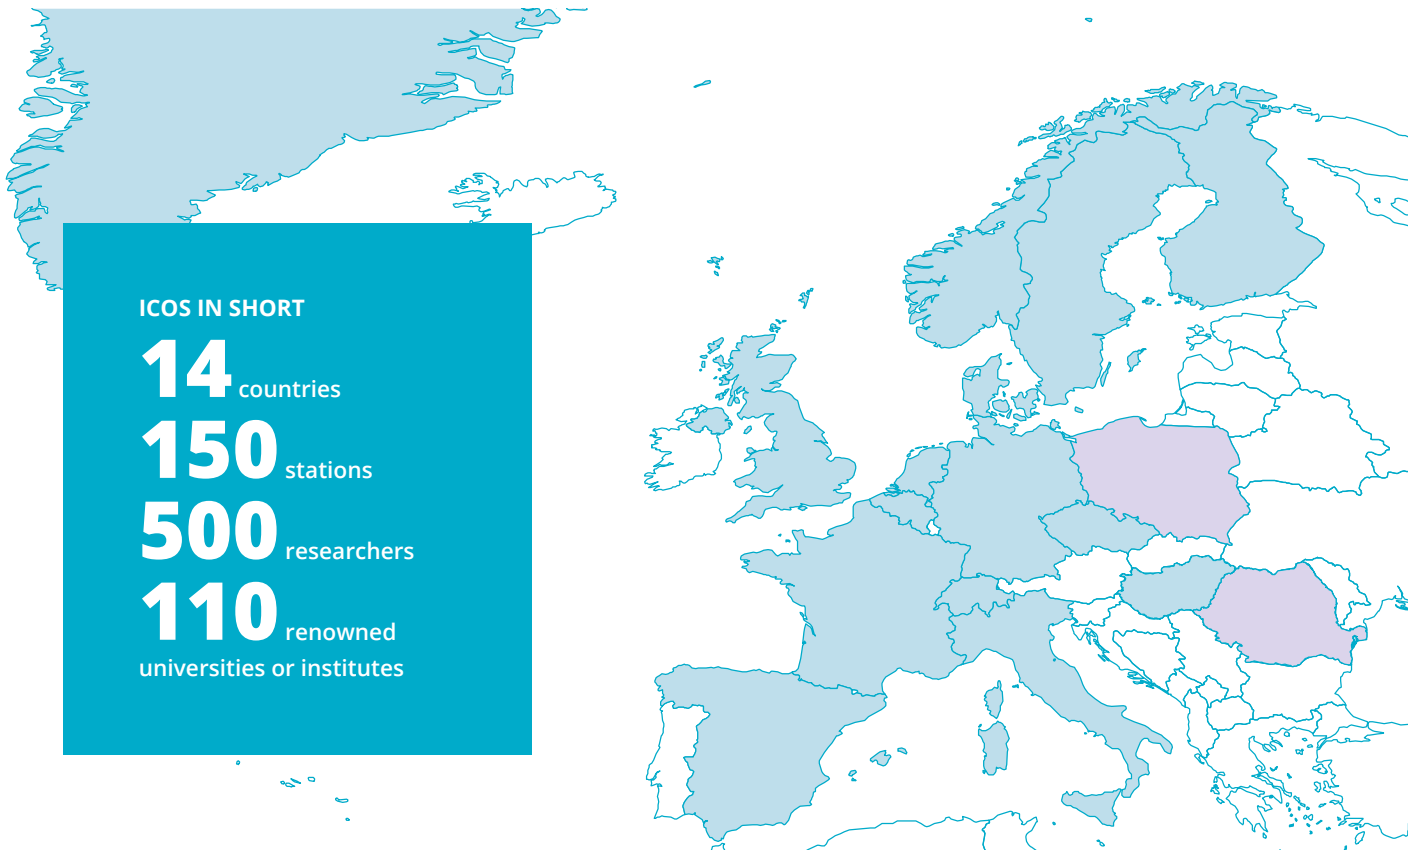 ICOS IN SHORT
14 countries
150 stations
500 researchers
110 renowned
universities or institutes